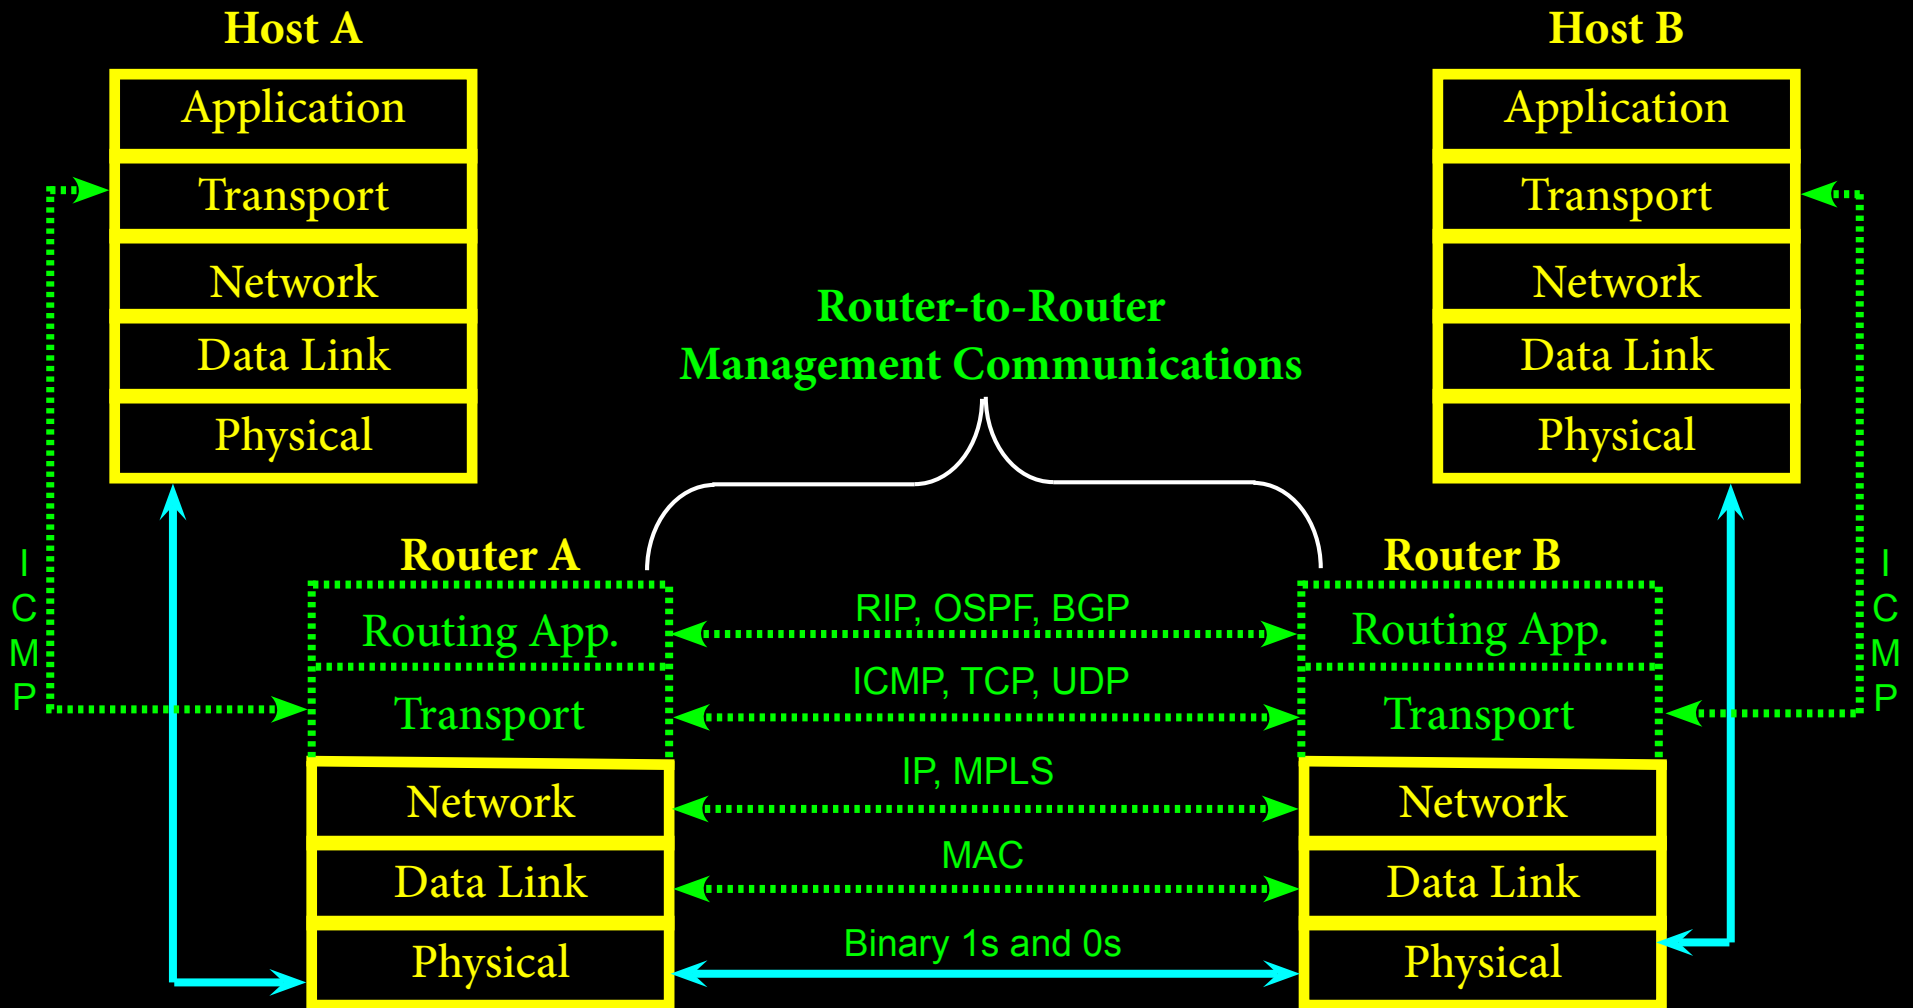 Host A
Host B
Application
Transport
Network
Data Link
Physical
Application
Transport
Network
Data Link
Physical
Router-to-Router
Management Communications
ICMP
ICMP
Router A
Router B
Routing App.
RIP, OSPF, BGP
Routing App.
Transport
ICMP, TCP, UDP
Transport
Network
IP, MPLS
Network
Data Link
MAC
Data Link
Physical
Binary 1s and 0s
Physical